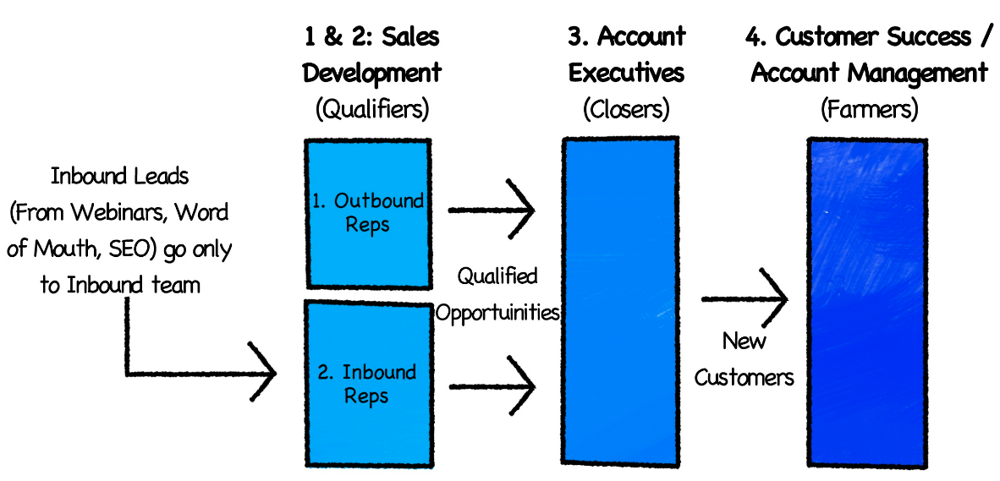 1 & 2: Sales
Development
(Qualifiers)
3. Account
Executives
(Closers)
4. Customer Success /
Account Management
(Farmers)
Inbound Leads
(From Webinars, Word
of Mouth, SEO) go only
to Inbound team
1. Outbound
Reps
2. Inbound
Reps
Qualified
Opportuinities
New
Customers